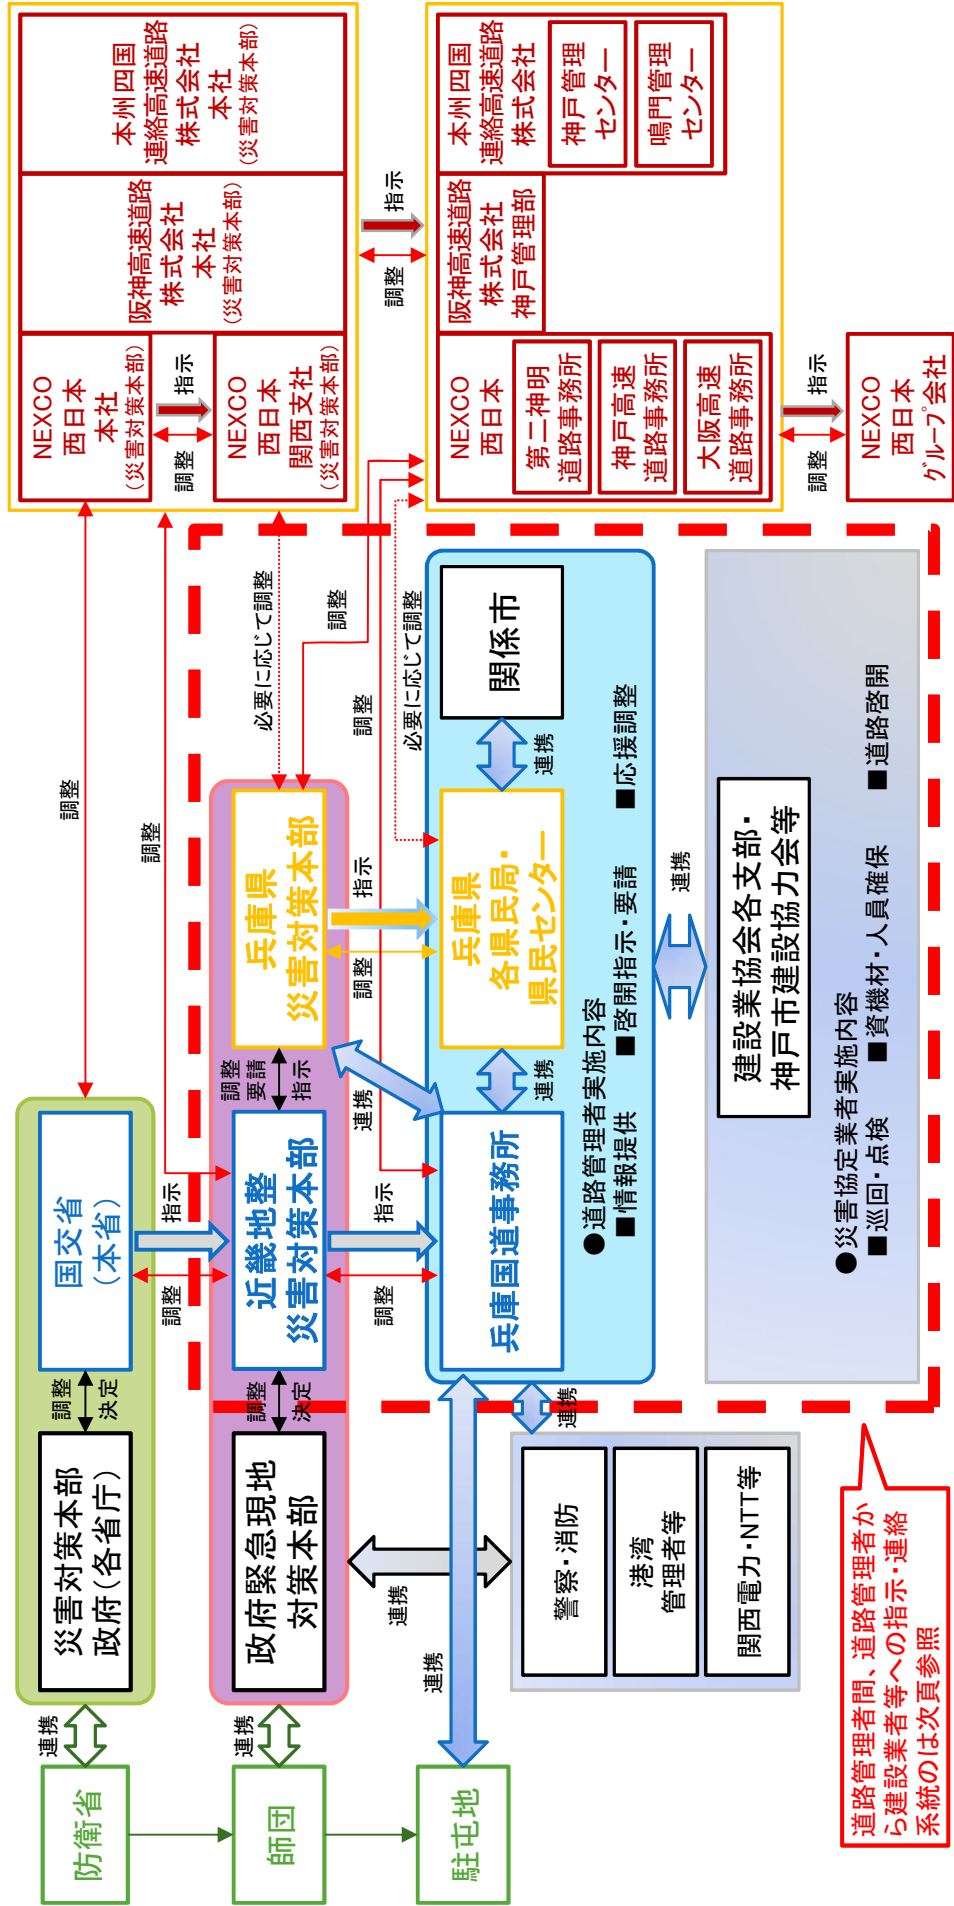 防衛省
連携
災害対策本部
政府(各省庁)
調整
決定
国交省
(本省)
調整
NEXCO
西日本
本社
(災害対策本部)
調整
指示
NEXCO
西日本
関西支社
(災害対策本部)
阪神高速道路
株式会社
本社
(災害対策本部)
本州四国
連絡高速道路
株式会社
本社
(災害対策本部)
調整
指示
調整
師団
連携
政府緊急現地
対策本部
調整
決定
近畿地整
災害対策本部
調整
要請
指示
兵庫県
災害対策本部
必要に応じて調整
調整
調整
指示
調整
指示
連携
調整
指示
調整
必要に応じて調整
連携
駐屯地
連携
兵庫国道事務所
連携
兵庫県
各県民局・
県民センター
連携
関係市
●道路管理者実施内容
■情報提供
■啓開指示・要請
■応援調整
NEXCO
西日本
第二神明
道路事務所
神戸高速
道路事務所
大阪高速
道路事務所
阪神高速道路
株式会社
神戸管理部
本州四国
連絡高速道路
株式会社
神戸管理
センター
鳴門管理
センター
調整
指示
NEXCO
西日本
グループ会社
連携
警察・消防
港湾
管理者等
関西電力・NTT等
連携
建設業協会各支部・
神戸市建設協力会等
●災害協定業者実施内容
■巡回・点検
■資機材・人員確保
■道路啓開
道路管理者間、道路管理者か
ら建設業者等への指示・連絡
系統のは次頁参照